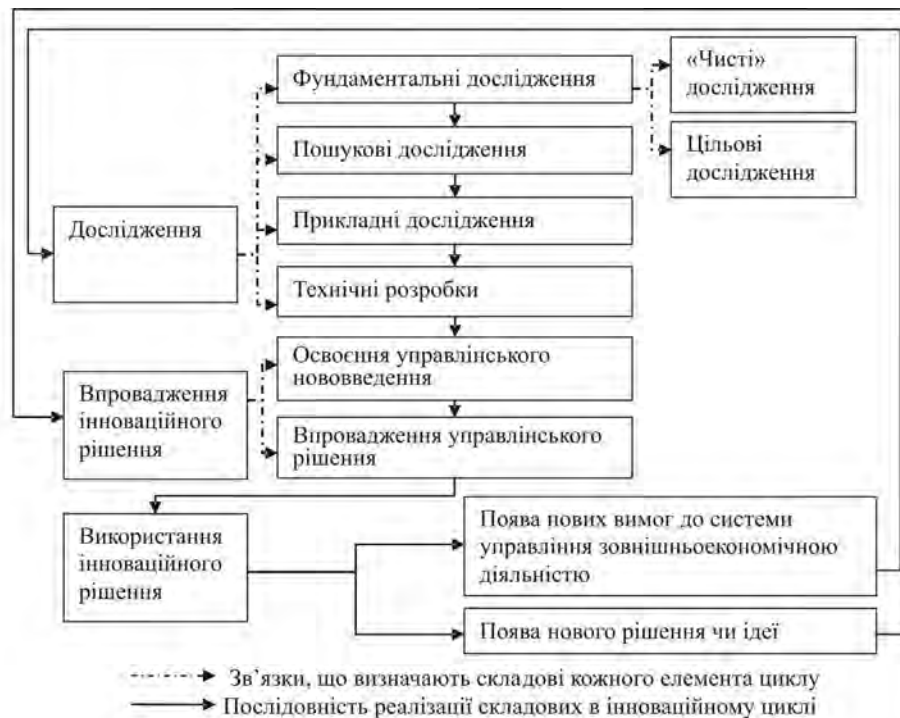 Фундаментальні дослідження
«Чисті»
дослідження
Пошукові дослідження
Цільові
дослідження
Дослідження
Прикладні дослідження
Технічні розробки
Освоєння управлінського
нововведення
Впровадження
інноваційного
рішення
Впровадження управлінського
рішення
Використання
інноваційного
рішення
Поява нових вимог до системи
управління зовнішньоекономічною
діяльністю
Поява нового рішення чи ідеї
Зв’язки, що визначають складові кожного елемента циклу
Послідовність реалізації складових в інноваційному циклі